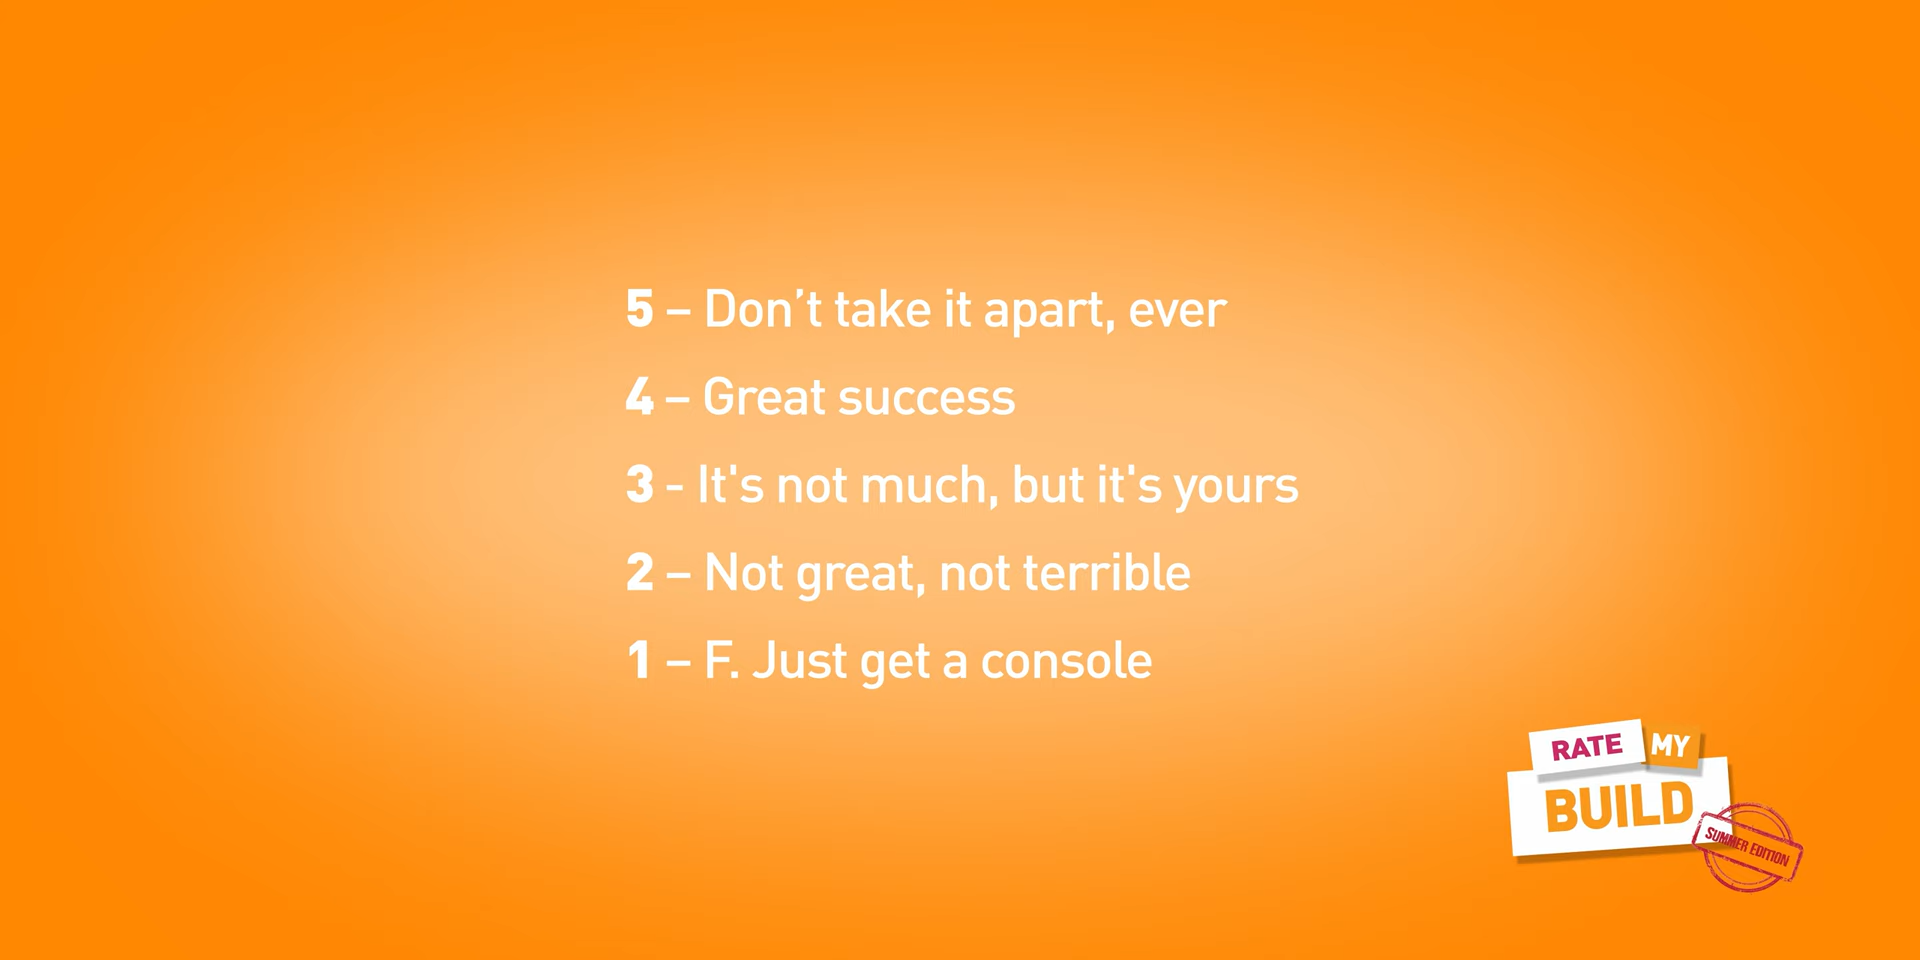 5 – Don’t take it apart, ever
4 – Great success
3 - It's not much, but it's yours
2 – Not great, not terrible
1 – F. Just get a console
RATE MY
BUILD
SUMMER EDITION